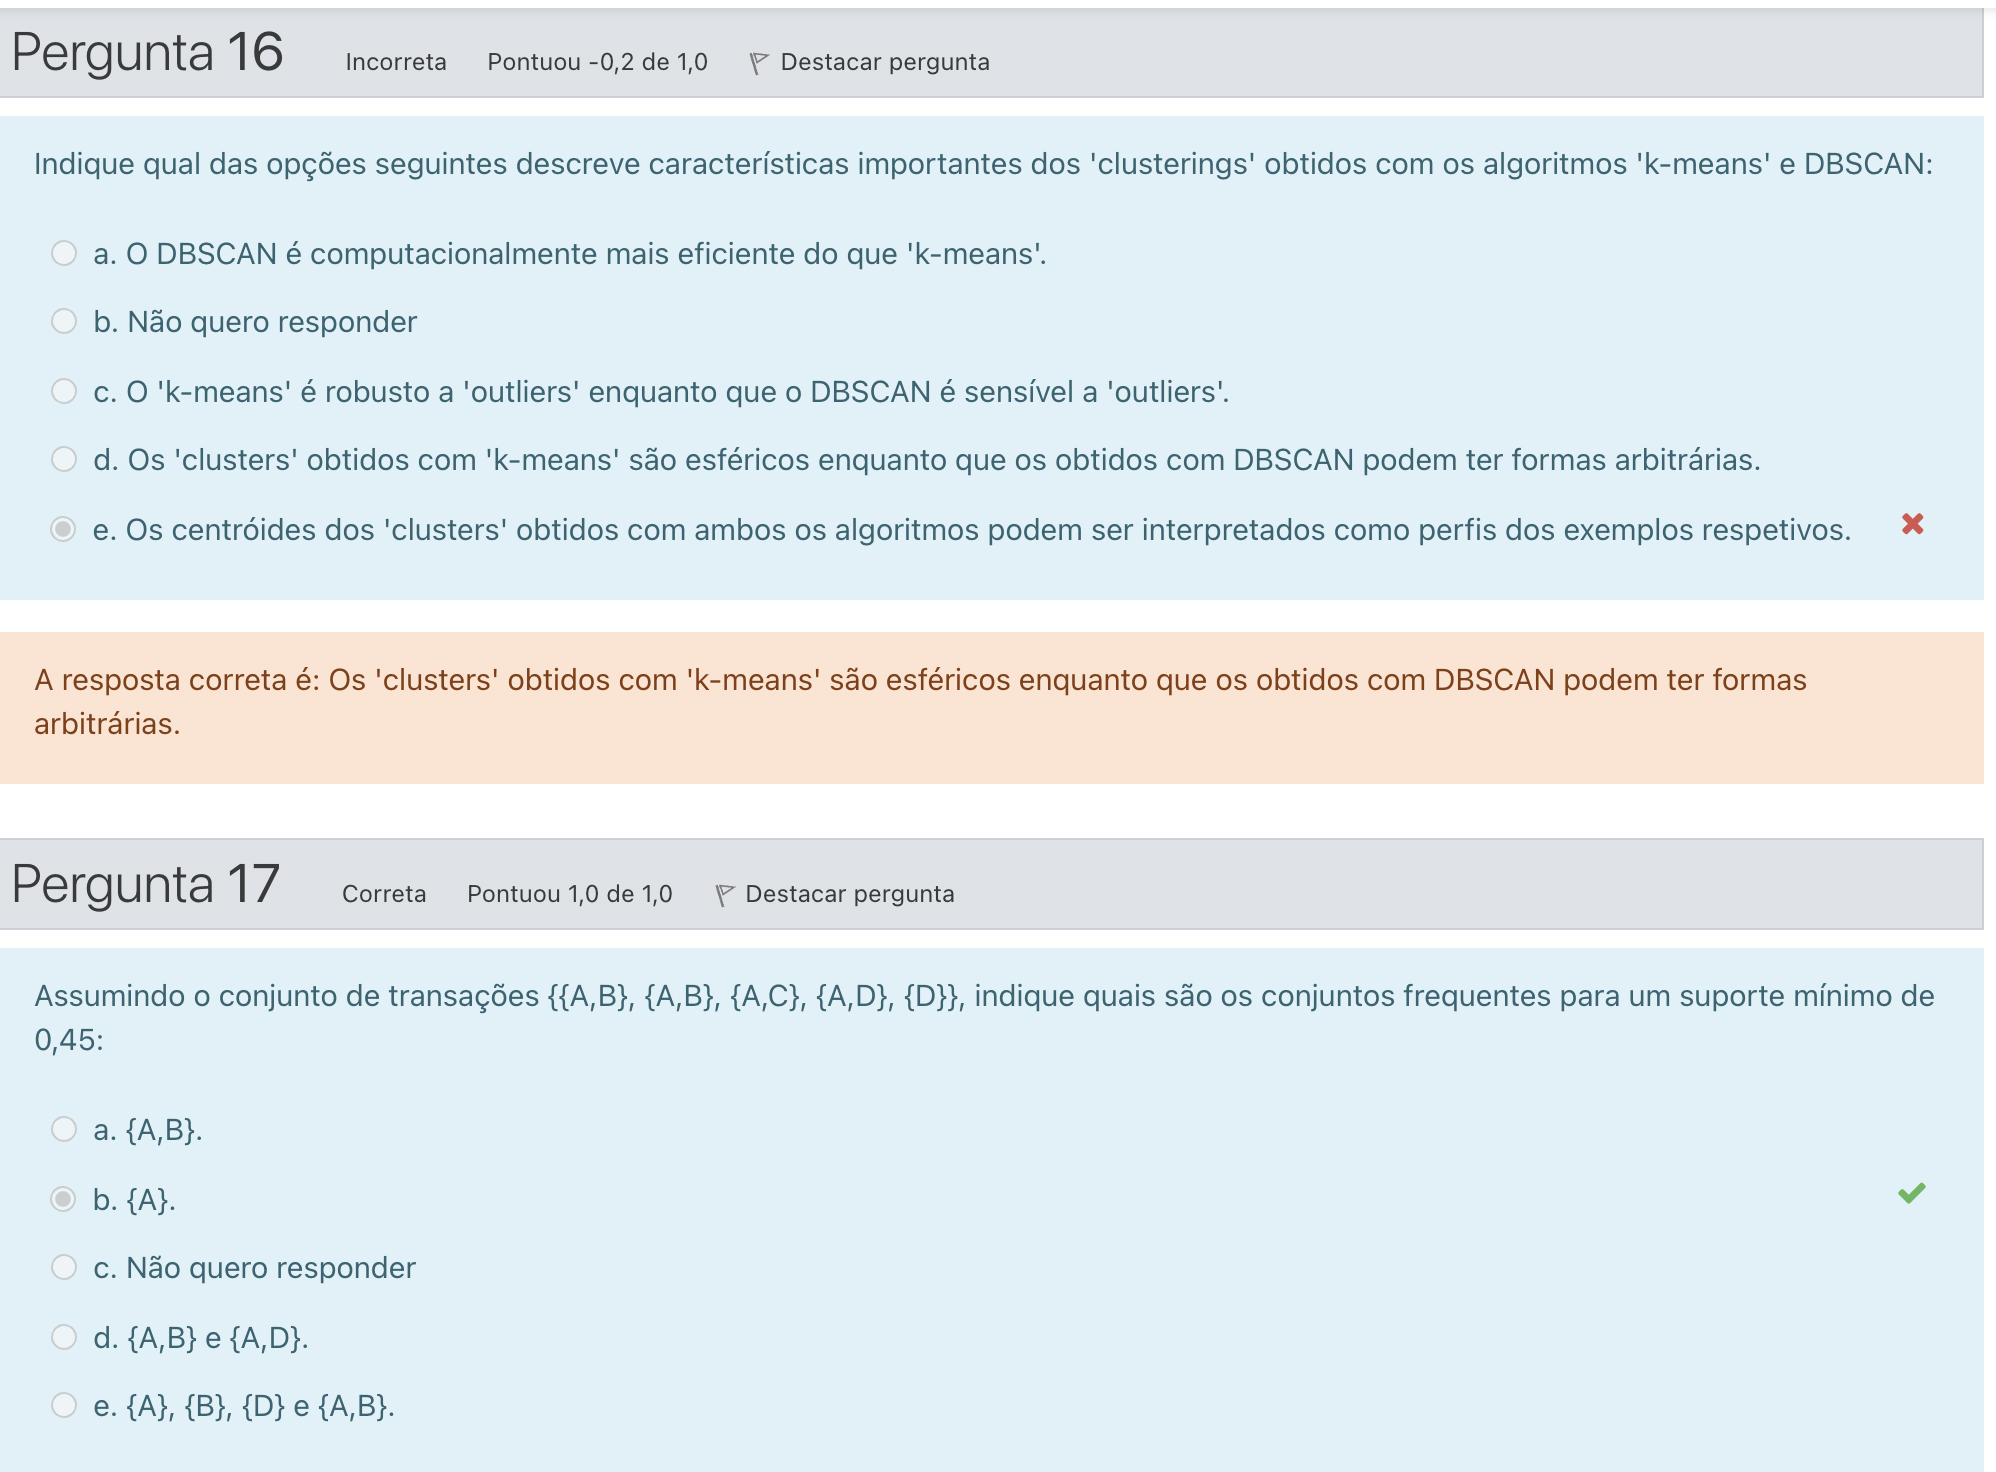 Pergunta 16 Incorreta Pontuou -0,2 de 1,0 Destacar pergunta
Indique qual das opções seguintes descreve características importantes dos 'clusterings' obtidos com os algoritmos 'k-means' e DBSCAN:
a. O DBSCAN é computacionalmente mais eficiente do que 'k-means'.
b. Não quero responder
c. O 'k-means' é robusto a 'outliers' enquanto que o DBSCAN é sensível a 'outliers'.
d. Os 'clusters' obtidos com 'k-means' são esféricos enquanto que os obtidos com DBSCAN podem ter formas arbitrárias.
e. Os centróides dos 'clusters' obtidos com ambos os algoritmos podem ser interpretados como perfis dos exemplos respetivos.
A resposta correta é: Os 'clusters' obtidos com 'k-means' são esféricos enquanto que os obtidos com DBSCAN podem ter formas
arbitrárias.
Pergunta 17 Correta Pontuou 1,0 de 1,0 Destacar pergunta
Assumindo o conjunto de transações {{A,B}, {A,B}, {A,C}, {A,D}, {D}}, indique quais são os conjuntos frequentes para um suporte mínimo de
0,45:
a. {A,B}.
b. {A}.
c. Não quero responder
d. {A,B} e {A,D}.
e. {A}, {B}, {D} e {A,B}.